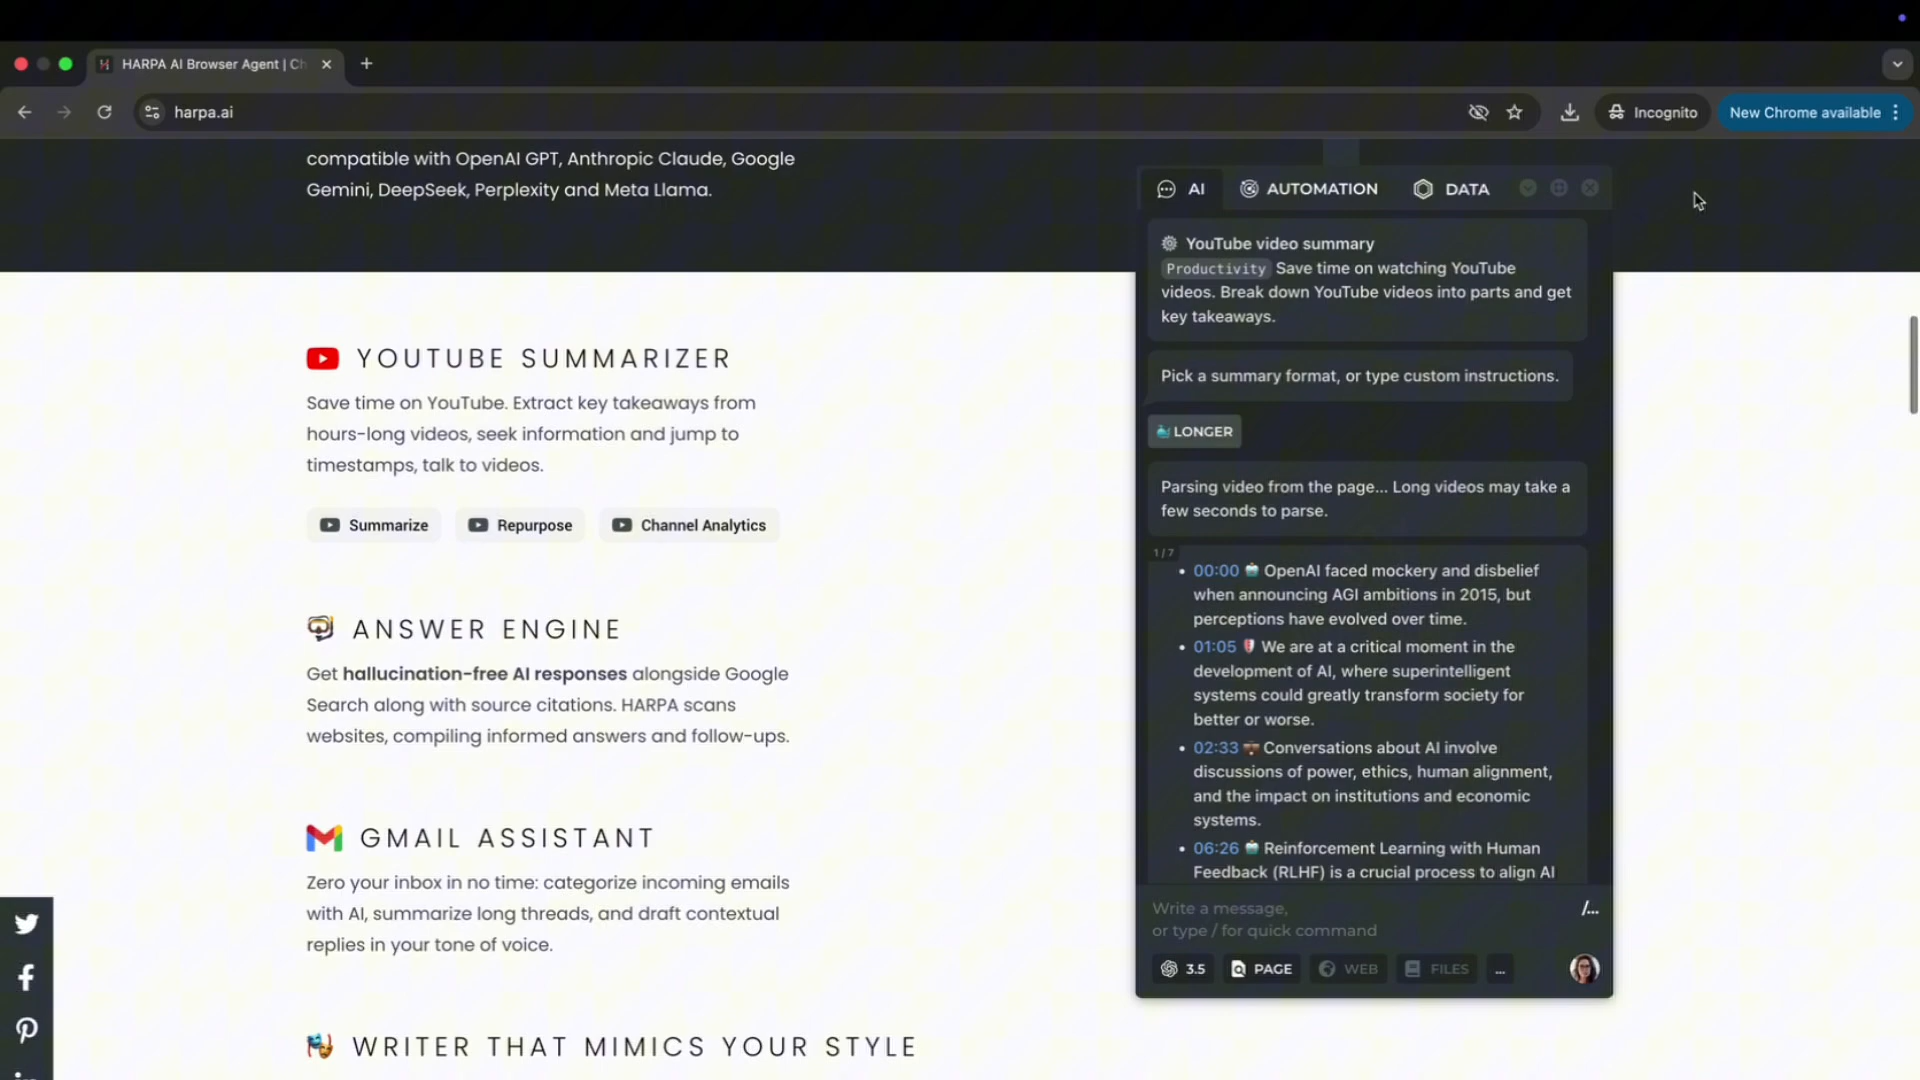 HARPA AI Browser Agent | Ch
harpa.ai
Incognito
New Chrome available
compatible with OpenAI GPT, Anthropic Claude, Google
Gemini, DeepSeek, Perplexity and Meta Llama.
YOUTUBE SUMMARIZER
Save time on YouTube. Extract key takeaways from
hours-long videos, seek information and jump to
timestamps, talk to videos.
Summarize
Repurpose
Channel Analytics
ANSWER ENGINE
Get hallucination-free AI responses alongside Google
Search along with source citations. HARPA scans
websites, compiling informed answers and follow-ups.
GMAIL ASSISTANT
Zero your inbox in no time: categorize incoming emails
with AI, summarize long threads, and draft contextual
replies in your tone of voice.
WRITER THAT MIMICS YOUR STYLE
AI
AUTOMATION
DATA
YouTube video summary
Productivity Save time on watching YouTube
videos. Break down YouTube videos into parts and get
key takeaways.
Pick a summary format, or type custom instructions.
LONGER
Parsing video from the page... Long videos may take a
few seconds to parse.
1/7
• 00:00 OpenAI faced mockery and disbelief
when announcing AGI ambitions in 2015, but
perceptions have evolved over time.
• 01:05 We are at a critical moment in the
development of AI, where superintelligent
systems could greatly transform society for
better or worse.
• 02:33 Conversations about AI involve
discussions of power, ethics, human alignment,
and the impact on institutions and economic
systems.
• 06:26 Reinforcement Learning with Human
Feedback (RLHF) is a crucial process to align AI
Write a message,
or type / for quick command
/...
3.5
PAGE
WEB
FILES
...